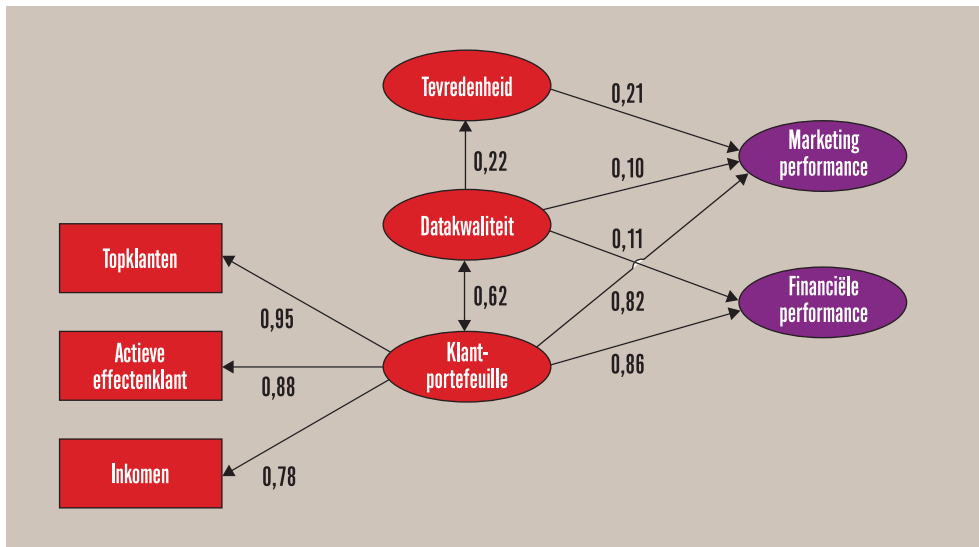 Tevredenheid
0,21
Marketing
performance
0,22
0,10
Datakwaliteit
0,11
Topklanten
0,62
0,82
Financiële
performance
0,95
Actieve
effectenklant
0,88
Klant-
portefeuille
0,86
Inkomen
0,78